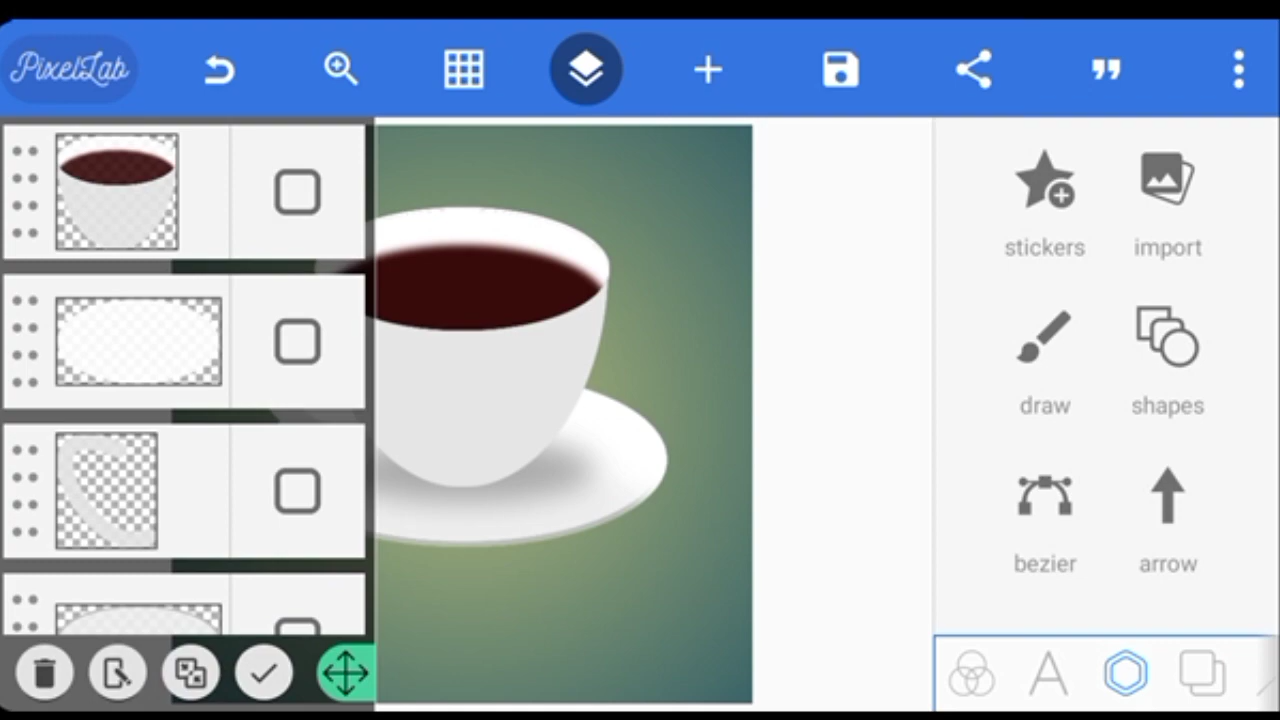 PixelLab
stickers
import
draw
shapes
bezier
arrow